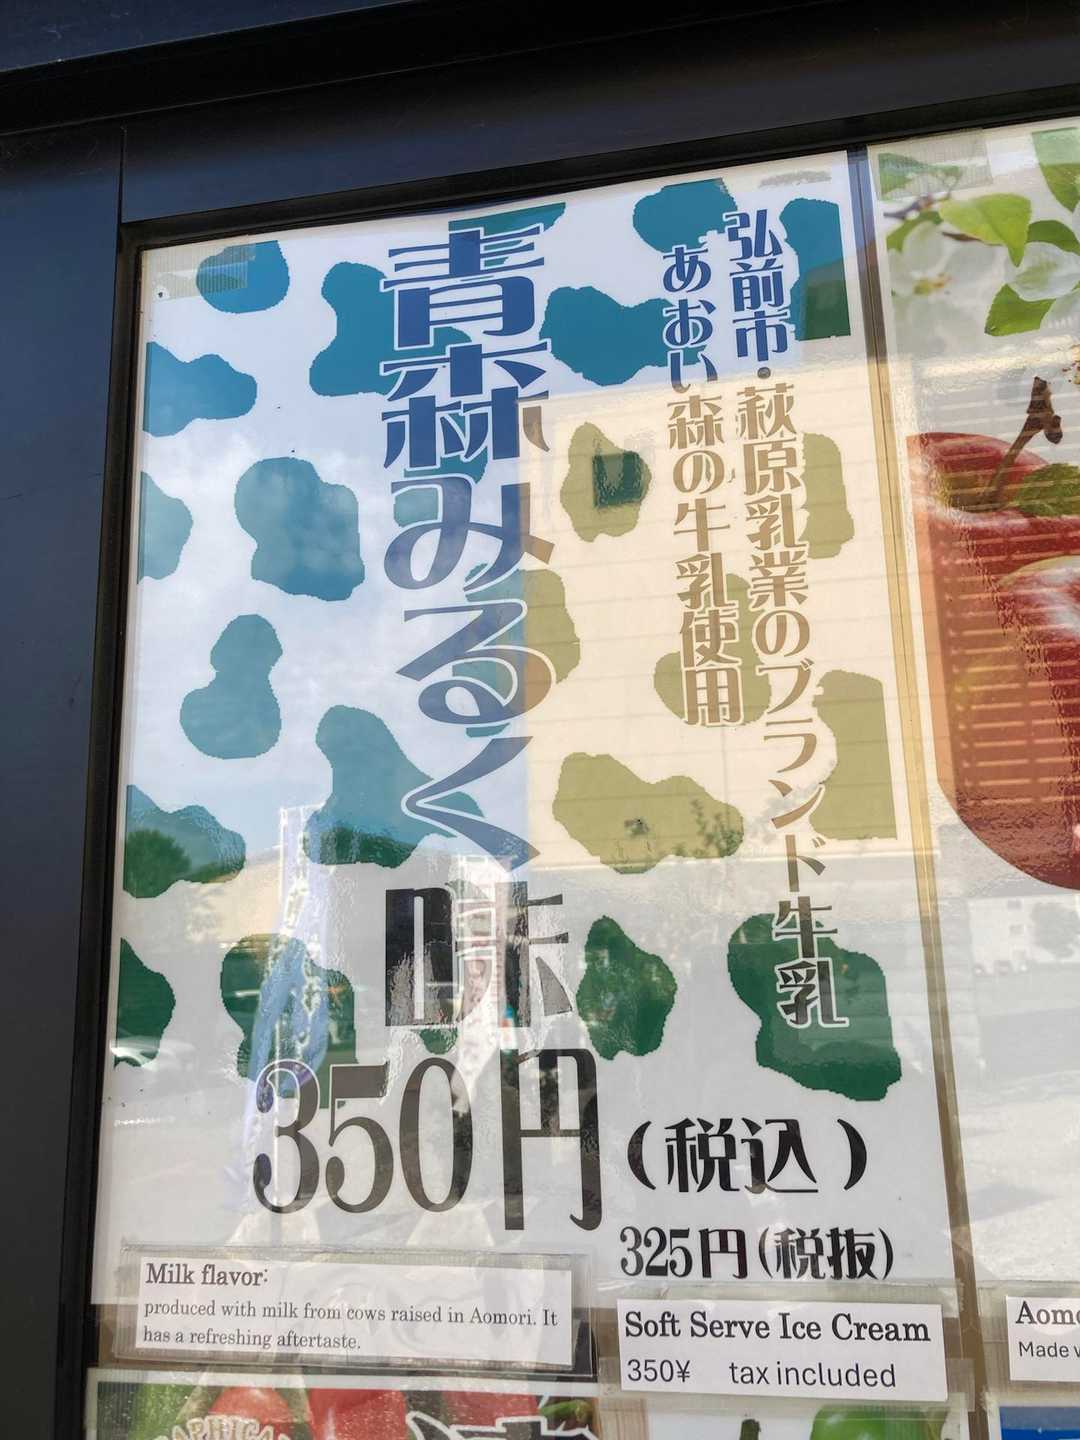 弘前市・萩原乳業のブランド牛乳
あおい森の牛乳使用
青森みるく味
350円(税込)
325円(税抜)
Milk flavor:
produced with milk from cows raised in Aomori. It
has a refreshing aftertaste.
Soft Serve Ice Cream
350¥ tax included
Aomo
Made w